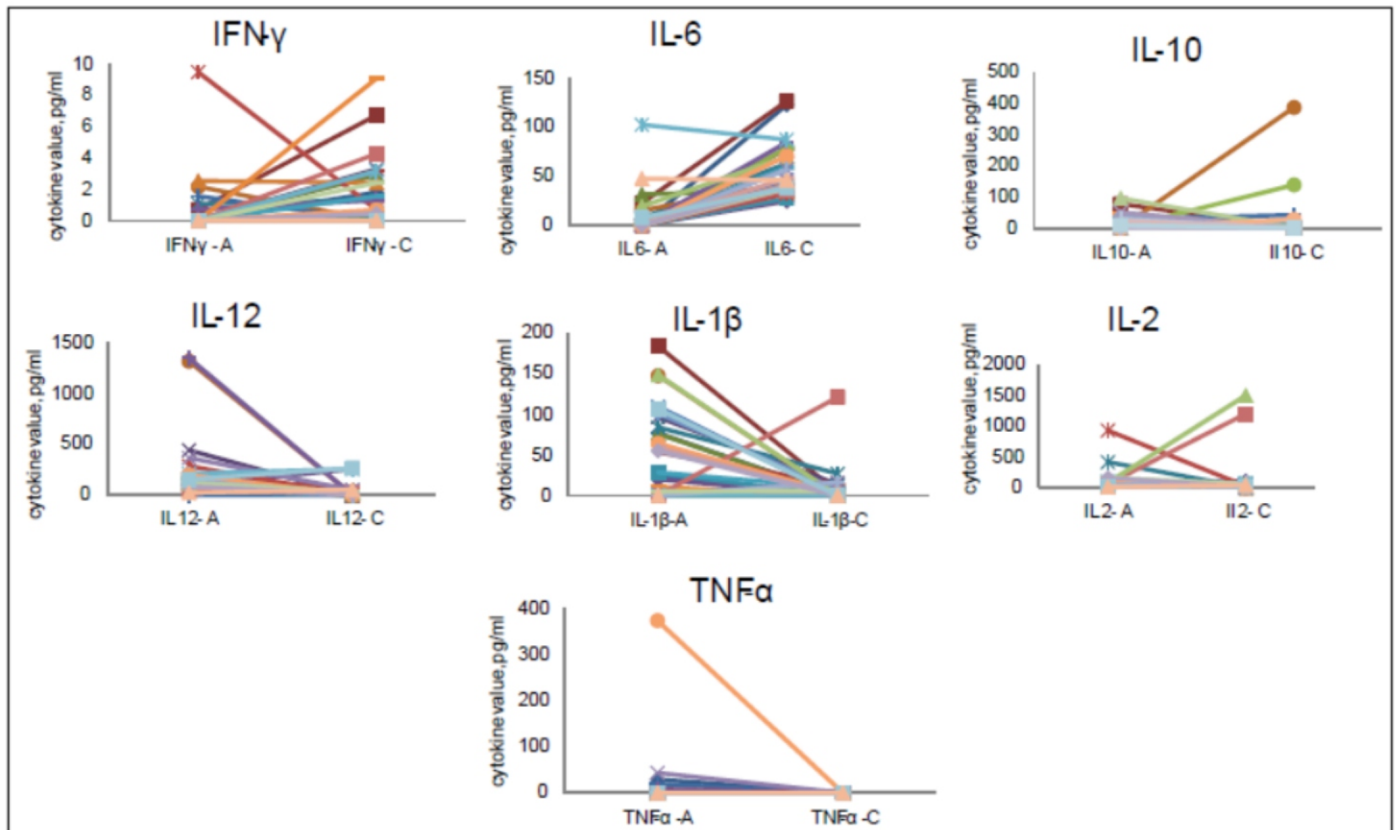 IFN-γ
cytokine value, pg/ml
10
8
6
4
2
0
IFNγ - A
IFNγ - C
IL-6
cytokine value, pg/ml
150
100
50
0
IL6- A
IL6- C
IL-10
cytokine value, pg/ml
500
400
300
200
100
0
IL10- A
Il10- C
IL-12
cytokine value, pg/ml
1500
1000
500
0
IL12- A
IL12- C
IL-1β
cytokine value, pg/ml
200
150
100
50
0
IL-1β-A
IL-1β-C
IL-2
cytokine value, pg/ml
2000
1500
1000
500
0
IL2- A
Il2- C
TNF-α
cytokine value, pg/ml
400
300
200
100
0
TNFα -A
TNFα -C